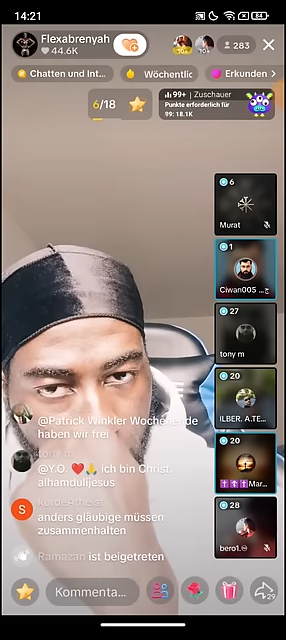 14:21
84
Flexabrenyah
44.6K
283
Chatten und Int...
Wöchentlic
Erkunden
6/18
99+ | Zuschauer
Punkte erforderlich für
99: 18.1K
6
Murat
1
Ciwan005
27
tony m
20
ILBER. A.TE...
20
Mar...
28
bero1.
@Patrick Winkler
haben wir frei
tony m
@Y.O. ❤️🙏 ich bin Christ.
alhamdulijesus
S
anders gläubige müssen
zusammenhalten
Ramazan ist beigetreten
Kommenta...
29